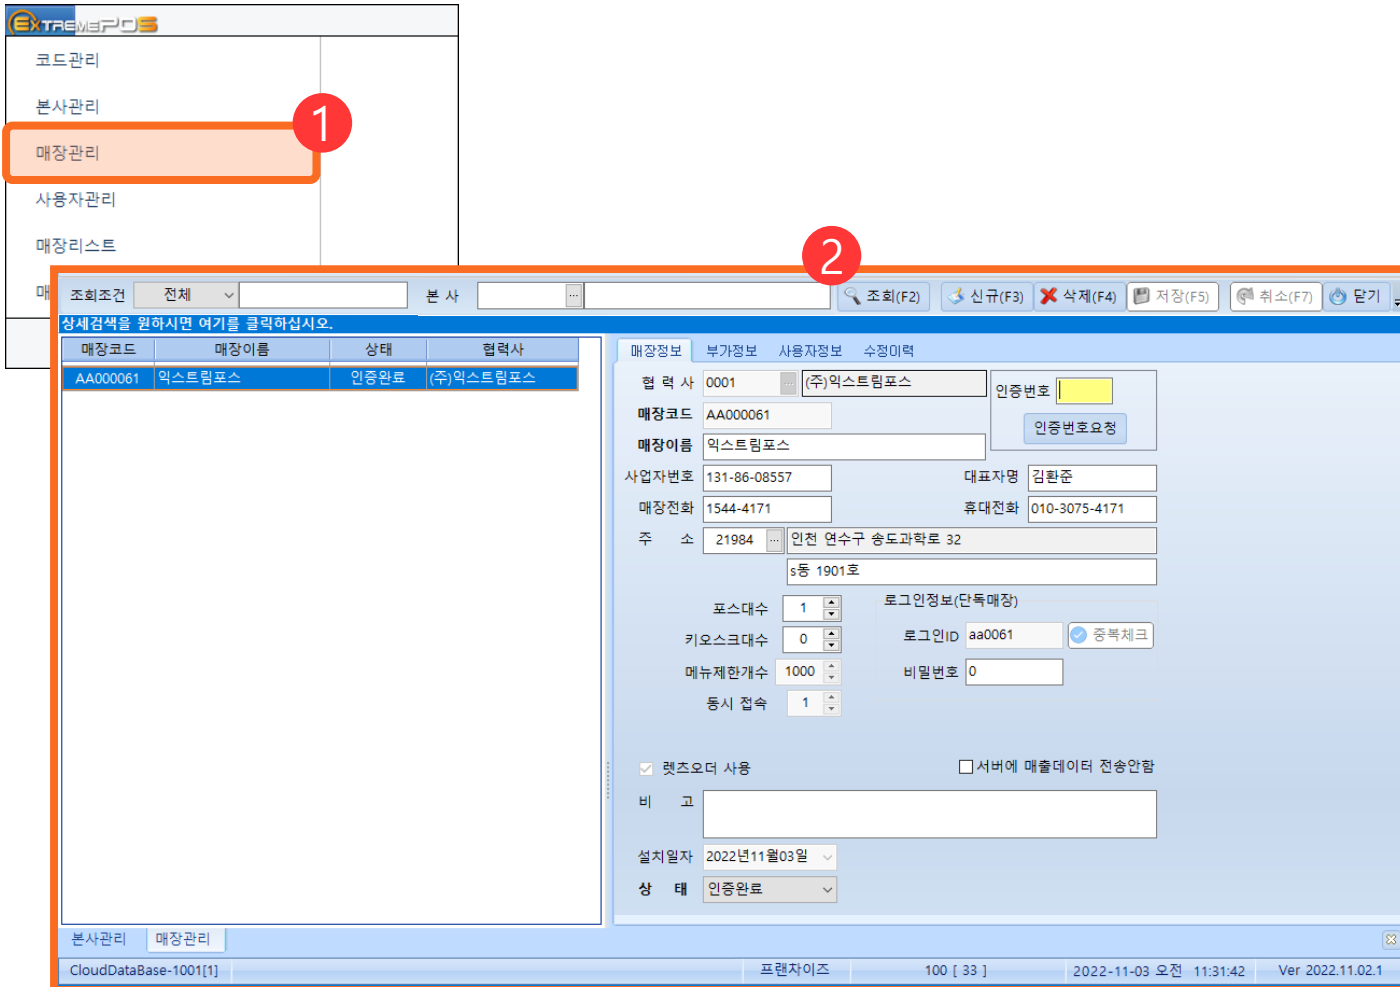 EXTREMEPOS
코드관리
본사관리
1
매장관리
사용자관리
매장리스트
매
2
조회조건 전체 본 사 ... 조회(F2) 신규(F3) 삭제(F4) 저장(F5) 취소(F7) 닫기
상세검색을 원하시면 여기를 클릭하십시오.
매장코드 매장이름 상태 협력사
AA000061 익스트림포스 인증완료 (주)익스트림포스
매장정보 부가정보 사용자정보 수정이력
협 력 사 0001 ... (주)익스트림포스
인증번호
매장코드 AA000061
인증번호요청
매장이름 익스트림포스
사업자번호 131-86-08557 대표자명 김환준
매장전화 1544-4171 휴대전화 010-3075-4171
주 소 21984 ... 인천 연수구 송도과학로 32
s동 1901호
포스대수 1 로그인정보(단독매장)
키오스크대수 0 로그인ID aa0061 중복체크
메뉴제한개수 1000 비밀번호 0
동시 접속 1
렛츠오더 사용 서버에 매출데이터 전송안함
비 고
설치일자 2022년11월03일
상 태 인증완료
본사관리 매장관리
CloudDataBase-1001[1] 프랜차이즈 100 [ 33 ] 2022-11-03 오전 11:31:42 Ver 2022.11.02.1